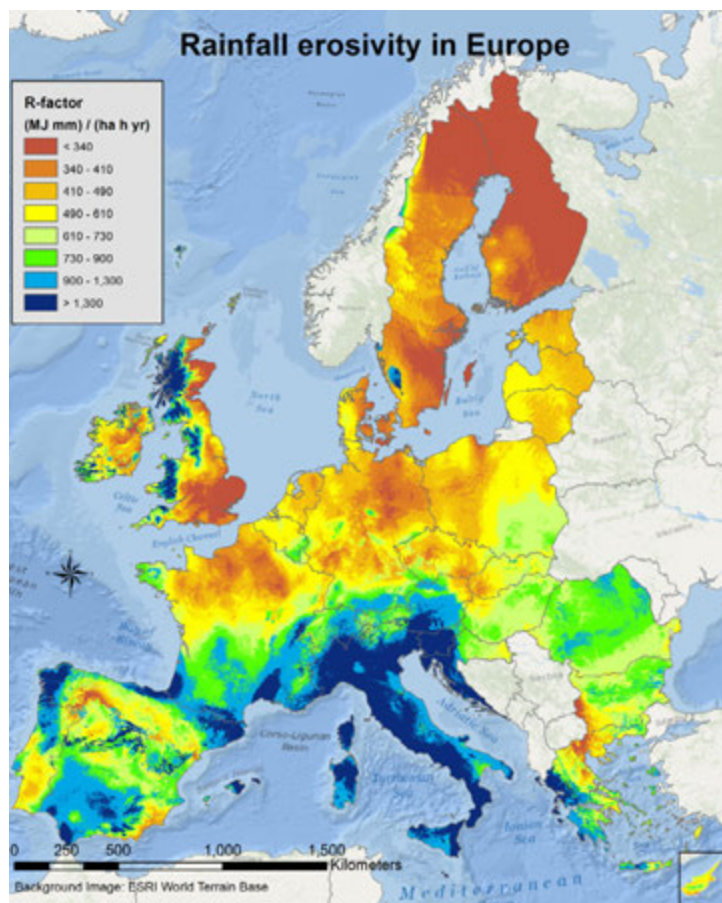 Rainfall erosivity in Europe
R-factor
(MJ mm) / (ha h yr)
< 340
340 - 410
410 - 490
490 - 610
610 - 730
730 - 900
900 - 1,300
> 1,300
North
Sea
Baltic
Sea
Celtic
Sea
English Channel
Serbia
Adriatic Sea
Corso-Ligurian
Basin
Tyrrhenian
Sea
Ionian
Sea
0 250 500 1,000 1,500
Kilometers
Background Image: ESRI World Terrain Base
Mediterranean